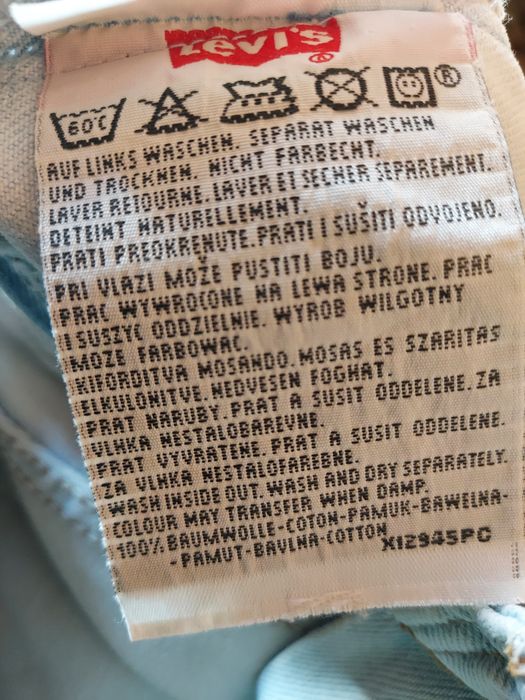 Levi's ®
60°C ®
AUF LINKS WASCHEN. SEPARAT WASCHEN
UND TROCKNEN. NICHT FARBECHT.
LAVER RETOURNE. LAVER ET SECHER SEPAREMENT.
DETEINT NATURELLEMENT.
PRATI PREOKRENUTE. PRATI I SUŠITI ODVOJENO.
PRI VLAZI MOŽE PUSTITI BOJU.
PRAC WYWROCONE NA LEWA STRONE. PRAC
I SUSZYC ODDZIELNIE. WYROB WILGOTNY
MOZE FARBOWAC.
KIFORDITVA MOSANDO. MOSAS ES SZARITAS
ELKULONITVE. NEDVESEN FOGHAT.
PRAT NARUBY. PRAT A SUSIT ODDELENE. ZA
VLHKA NESTALOBAREVNE.
PRAT VYVRATENE. PRAT A SUSIT ODDELENE.
ZA VLHKA NESTALOFAREBNE.
WASH INSIDE OUT. WASH AND DRY SEPARATELY.
COLOUR MAY TRANSFER WHEN DAMP.
100% BAUMWOLLE-COTON-PAMUK-BAWELNA-
-PAMUT-BAVLNA-COTTON X12945PC